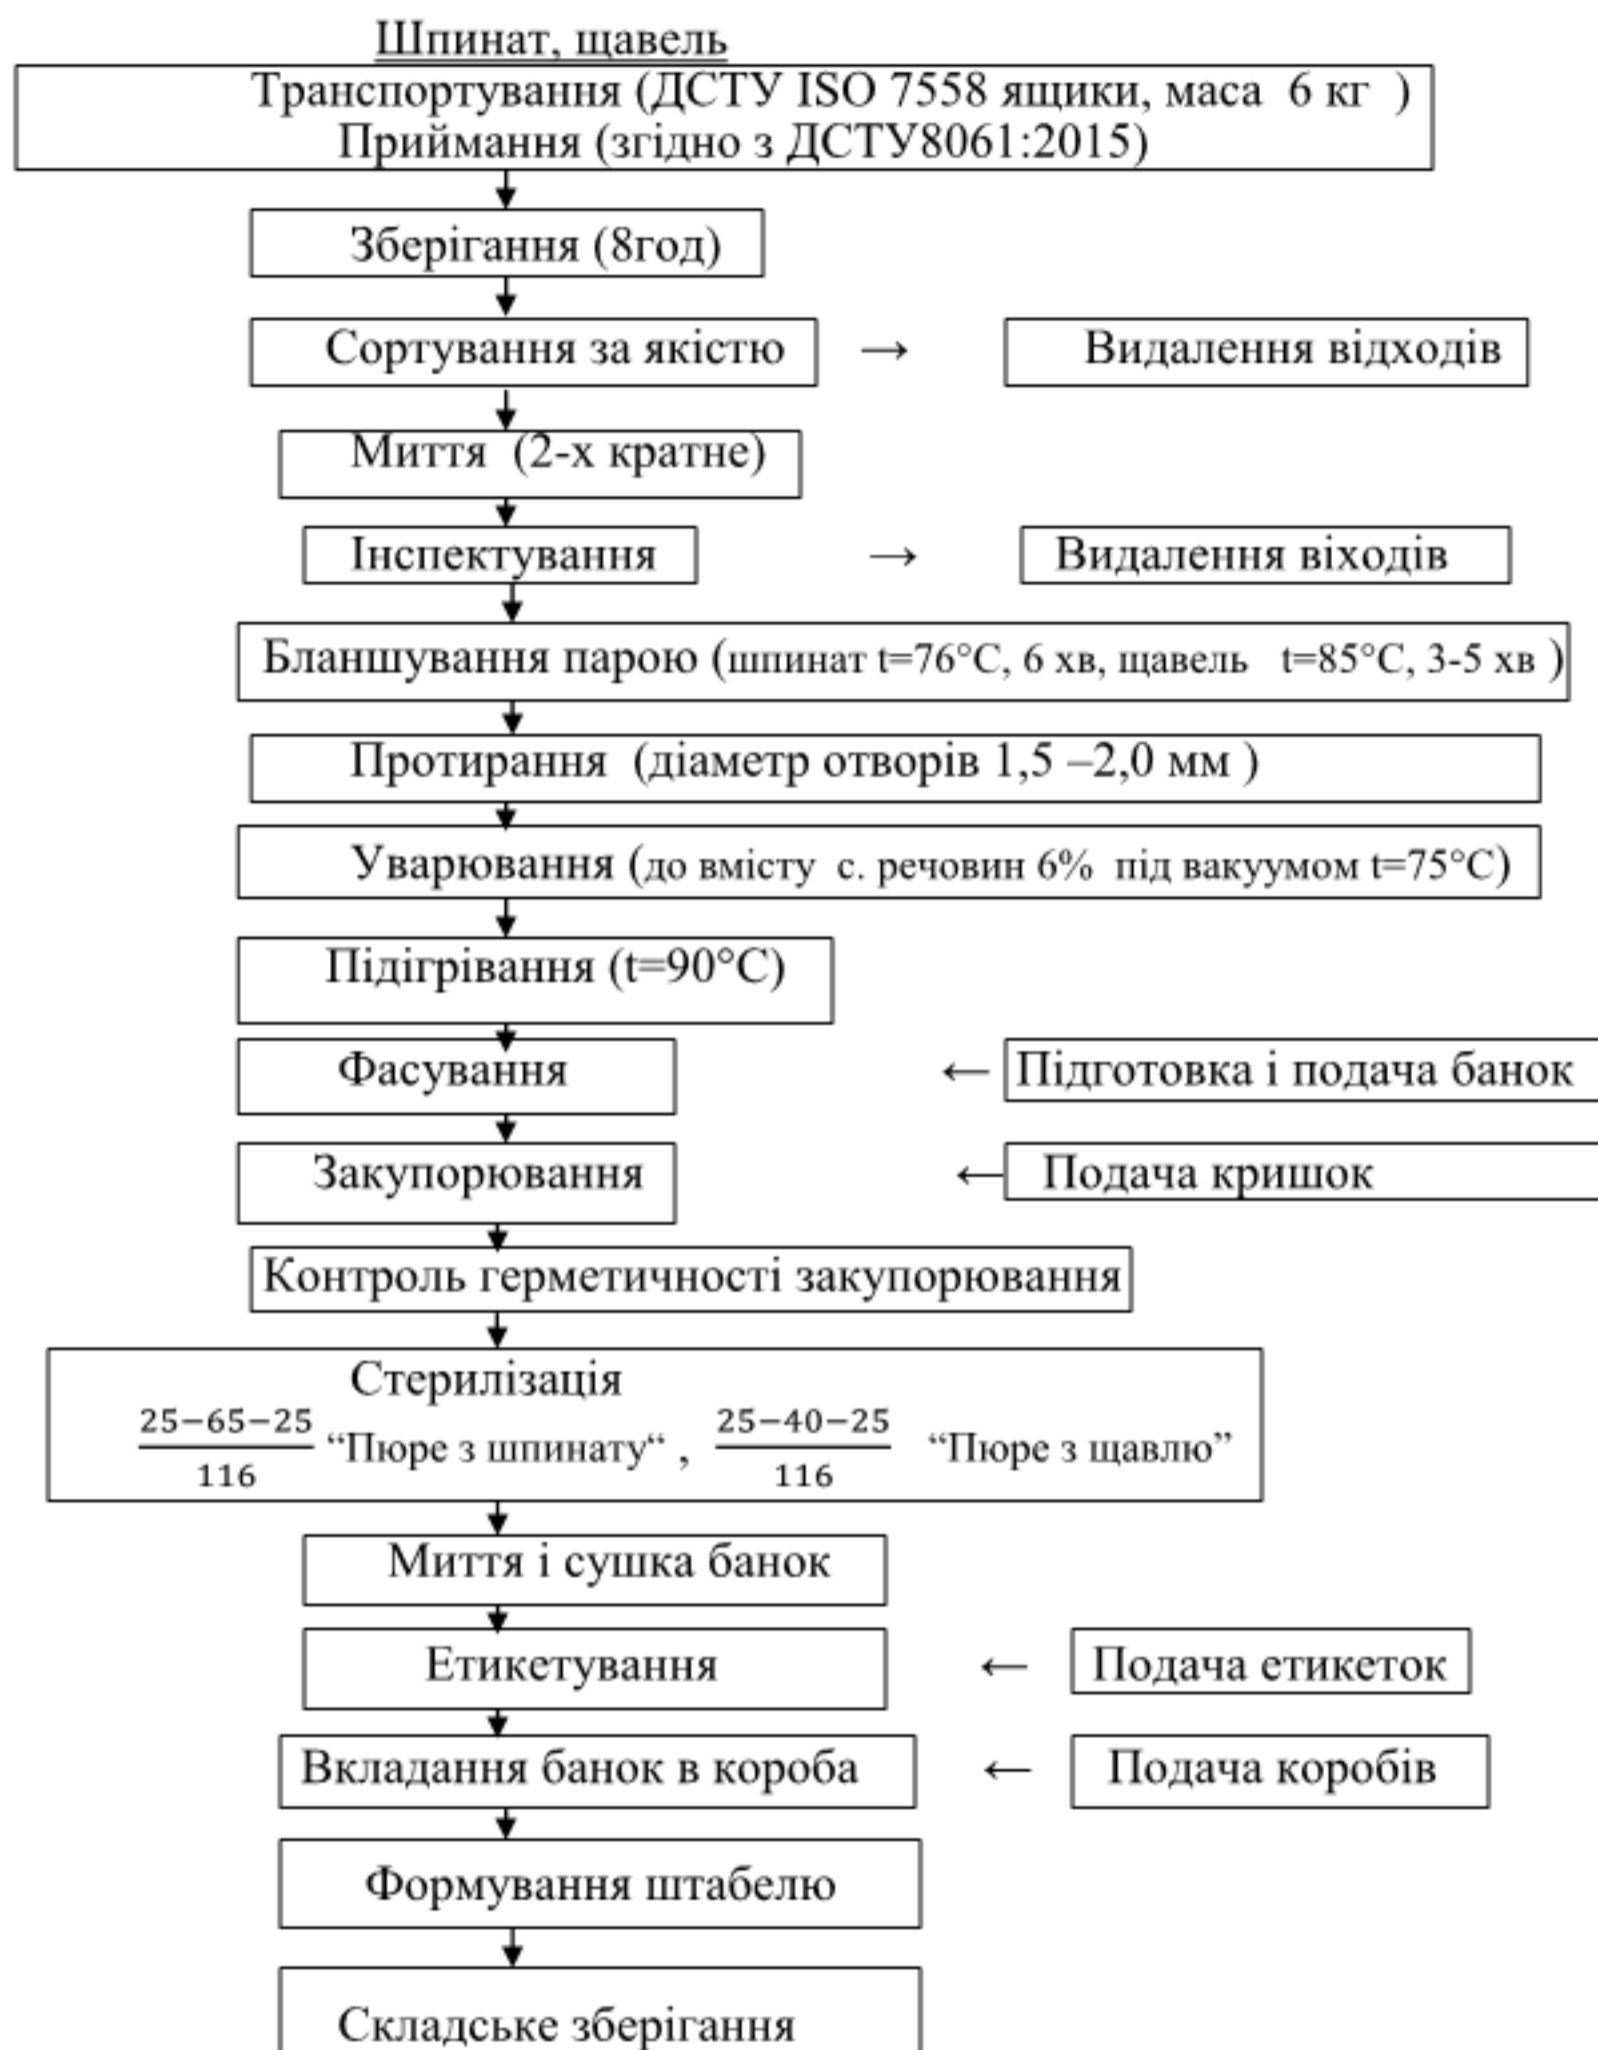 Шпинат, щавель
Транспортування (ДСТУ ISO 7558 ящики, маса 6 кг )
Приймання (згідно з ДСТУ8061:2015)
Зберігання (8год)
Сортування за якістю → Видалення відходів
Миття (2-х кратне)
Інспектування → Видалення віходів
Бланшування парою (шпинат t=76°C, 6 хв, щавель t=85°C, 3-5 хв )
Протирання (діаметр отворів 1,5 –2,0 мм )
Уварювання (до вмісту с. речовин 6% під вакуумом t=75°C)
Підігрівання (t=90°C)
Фасування ← Підготовка і подача банок
Закупорювання ← Подача кришок
Контроль герметичності закупорювання
Стерилізація
25−65−25
116
“Пюре з шпинату“ ,
25−40−25
116
“Пюре з щавлю”
Миття і сушка банок
Етикетування ← Подача етикеток
Вкладання банок в короба ← Подача коробів
Формування штабелю
Складське зберігання